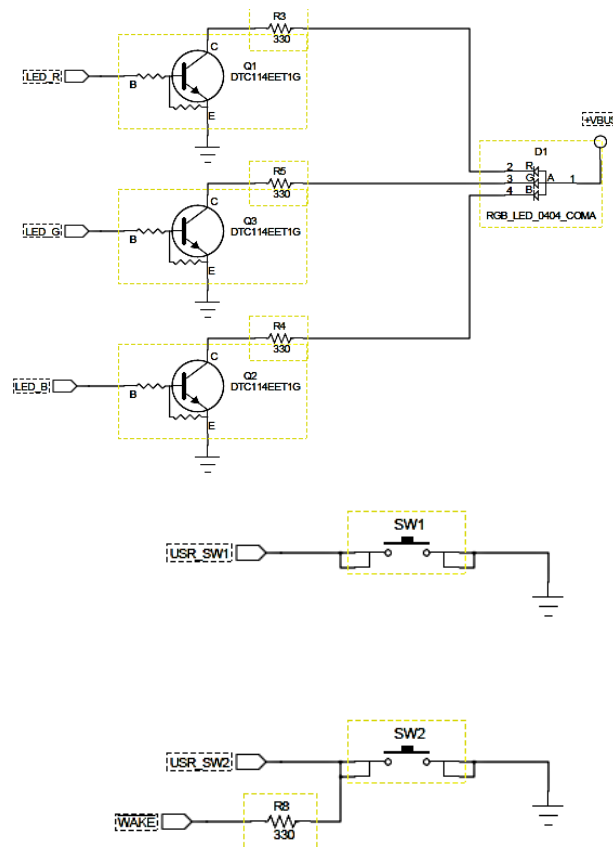 R3
330
C
Q1
DTC114EET1G
LED_R
B
E
+VBUS
D1
2 R
3 G A 1
4 B
RGB_LED_0404_COMA
R5
330
C
Q3
DTC114EET1G
LED_G
B
E
R4
330
C
Q2
DTC114EET1G
LED_B
B
E
SW1
USR_SW1
SW2
USR_SW2
R8
WAKE
330